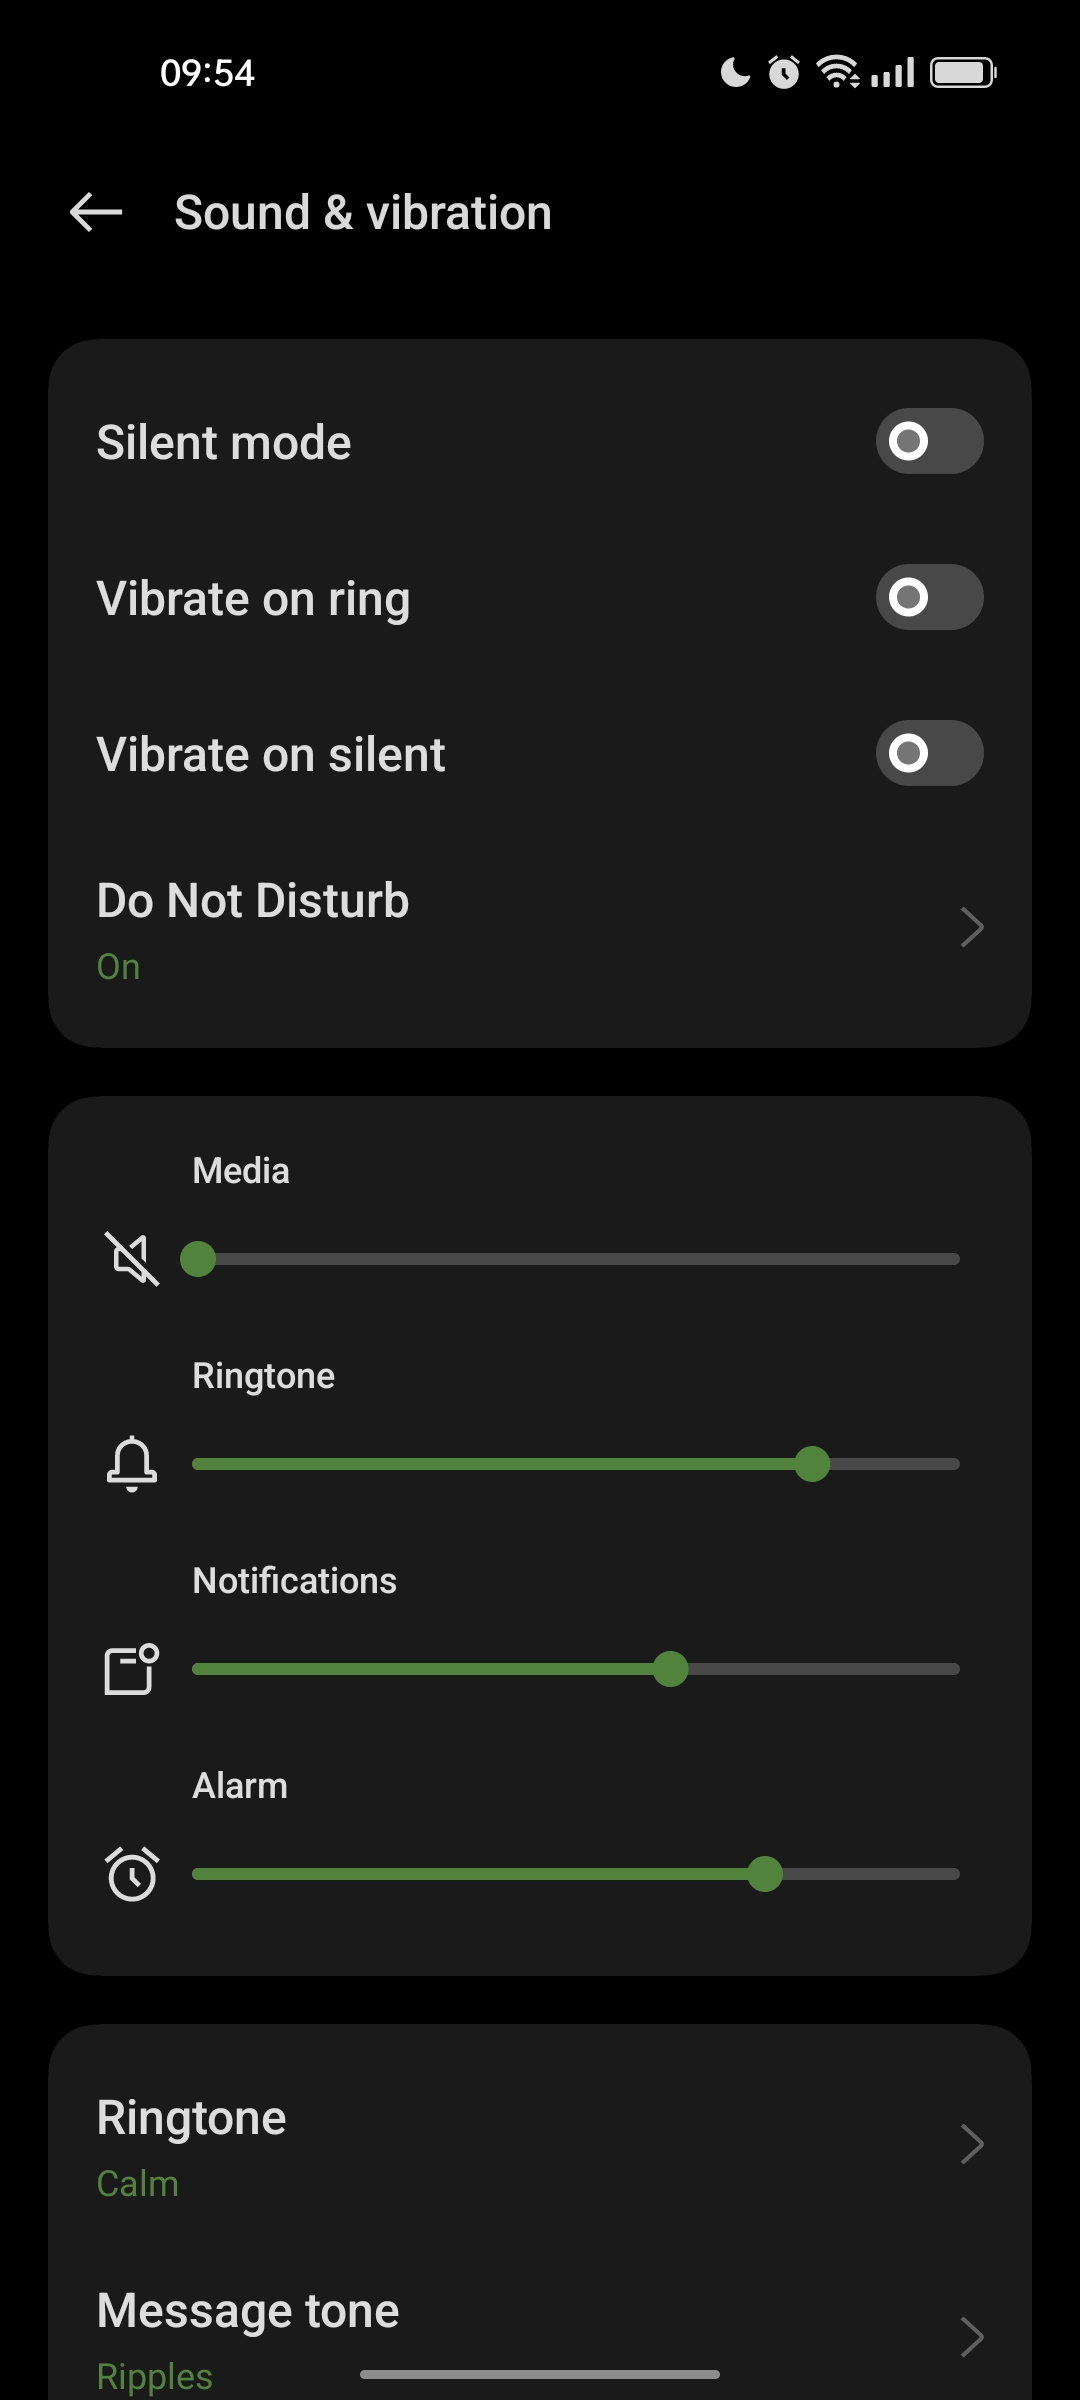 09:54
Sound & vibration
Silent mode
Vibrate on ring
Vibrate on silent
Do Not Disturb
On
Media
Ringtone
Notifications
Alarm
Ringtone
Calm
Message tone
Ripples